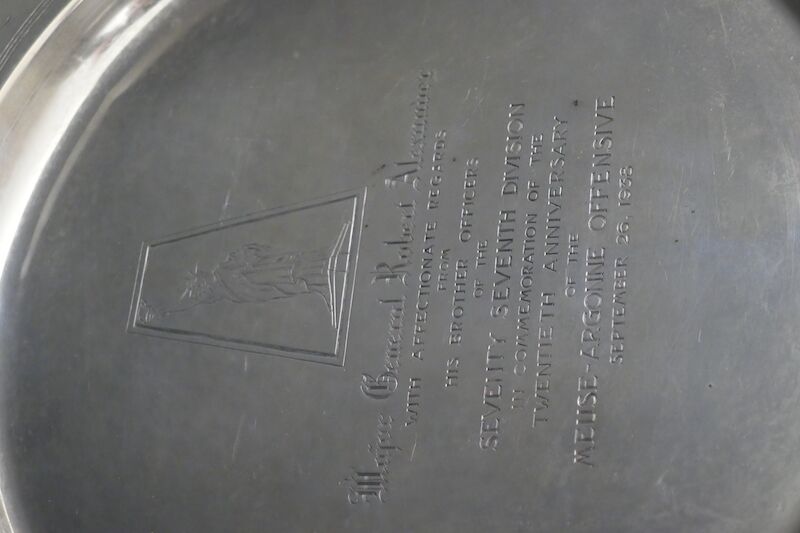 Major General Robert Alexander
WITH AFFECTIONATE REGARDS
FROM
HIS BROTHER OFFICERS
OF THE
SEVENTY SEVENTH DIVISION
IN COMMEMORATION OF THE
TWENTIETH ANNIVERSARY
OF THE
MEUSE-ARGONNE OFFENSIVE
SEPTEMBER 26, 1938